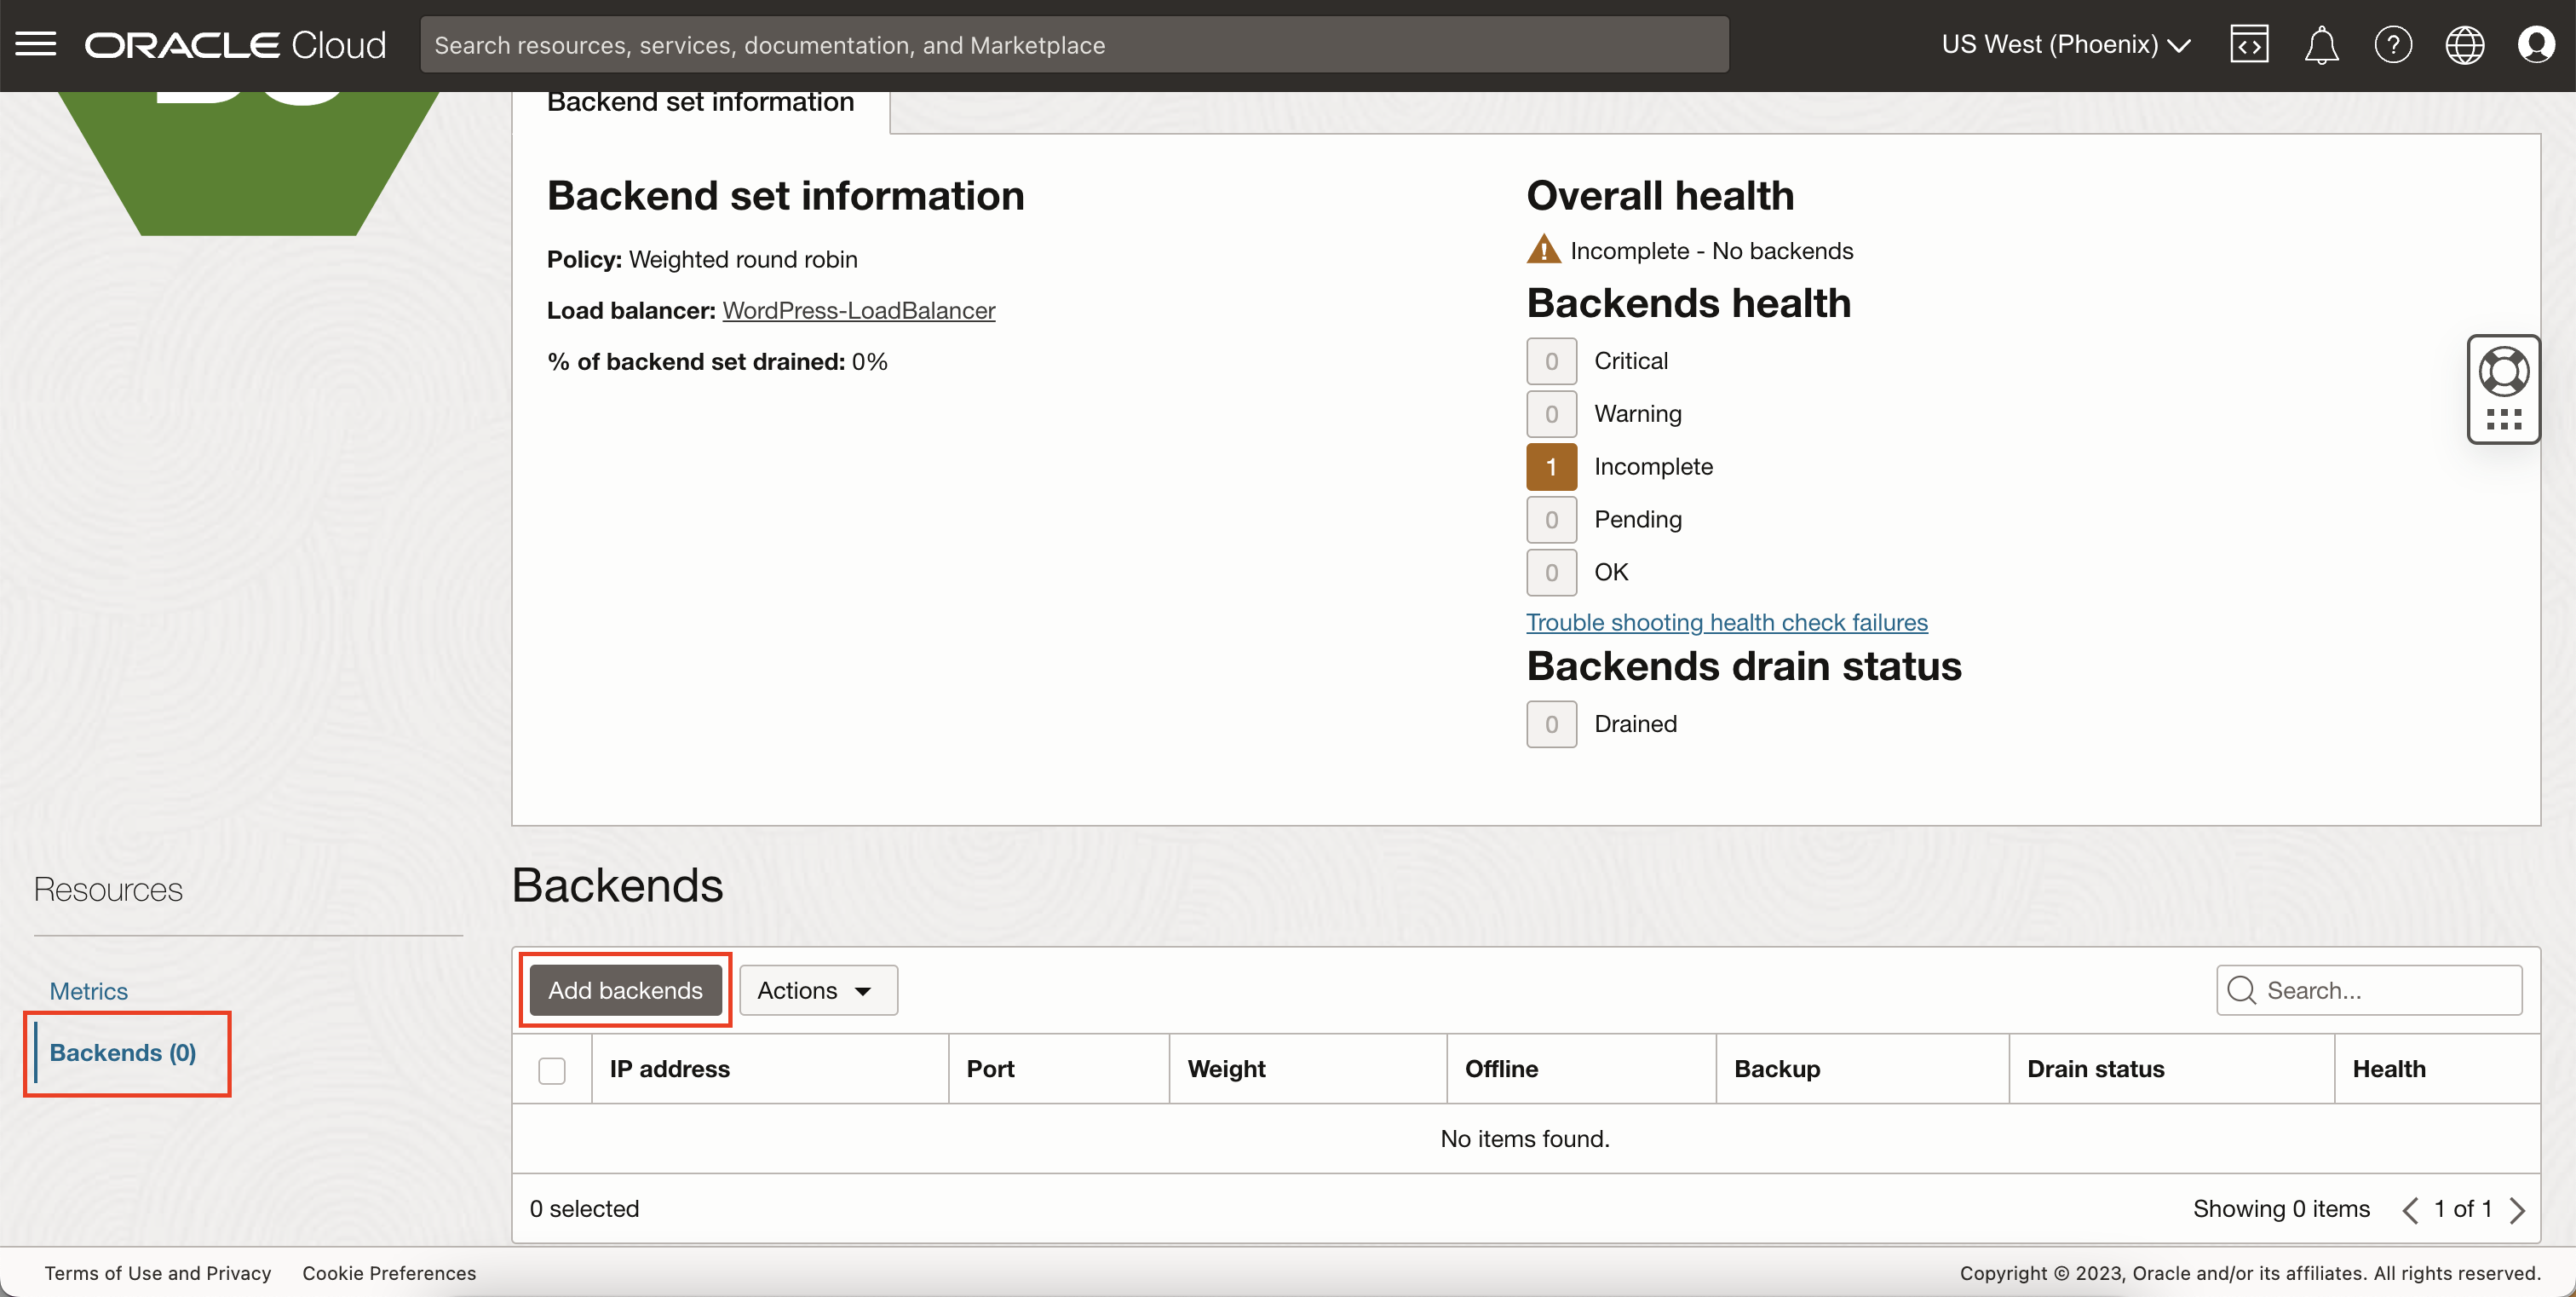 ORACLE Cloud
Search resources, services, documentation, and Marketplace
US West (Phoenix)
Backend set information
Backend set information
Policy: Weighted round robin
Load balancer: WordPress-LoadBalancer
% of backend set drained: 0%
Overall health
Incomplete - No backends
Backends health
0 Critical
0 Warning
1 Incomplete
0 Pending
0 OK
Trouble shooting health check failures
Backends drain status
0 Drained
Resources
Metrics
Backends (0)
Backends
Add backends Actions Search...
IP address Port Weight Offline Backup Drain status Health
No items found.
0 selected Showing 0 items 1 of 1
Terms of Use and Privacy Cookie Preferences Copyright © 2023, Oracle and/or its affiliates. All rights reserved.